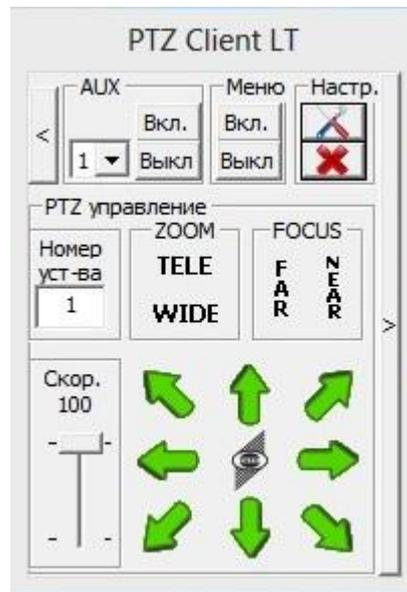 PTZ Client LT
AUX
Меню
Настр.
<
Вкл.
Вкл.
1
Выкл
Выкл
PTZ управление
Номер
уст-ва
1
ZOOM
TELE
WIDE
FOCUS
FAR
NEAR
>
Скор.
100